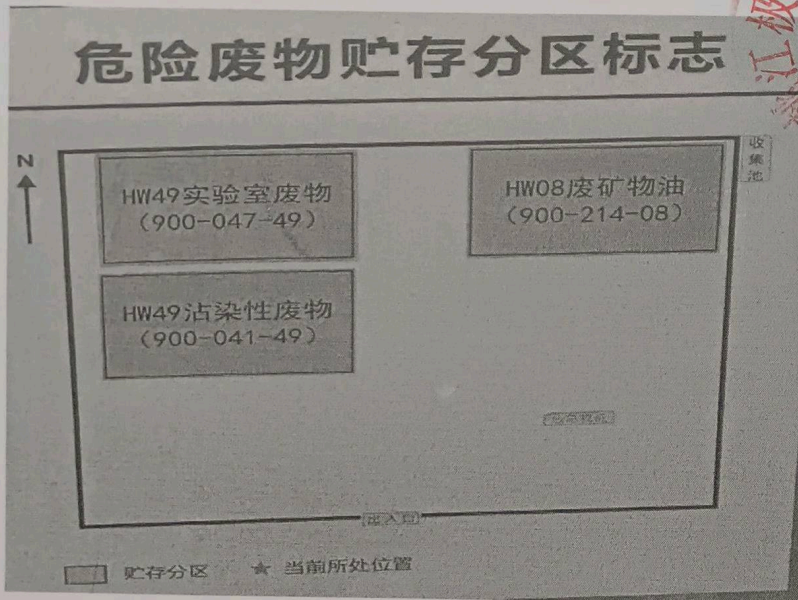 危险废物贮存分区标志
江极
N
收集池
HW49实验室废物
(900-047-49)
HW08废矿物油
(900-214-08)
HW49沾染性废物
(900-041-49)
出入口
贮存分区
★ 当前所处位置